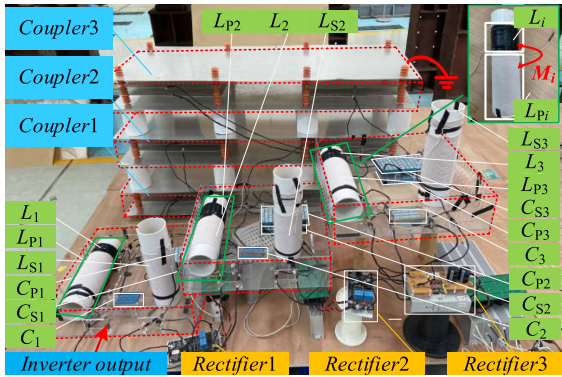 Coupler3
Coupler2
Coupler1
LP2
L2
LS2
Li
Mi
LPi
LS3
L3
LP3
CS3
CP3
C3
CP2
CS2
C2
L1
LP1
LS1
CP1
CS1
C1
Inverter output
Rectifier1
Rectifier2
Rectifier3